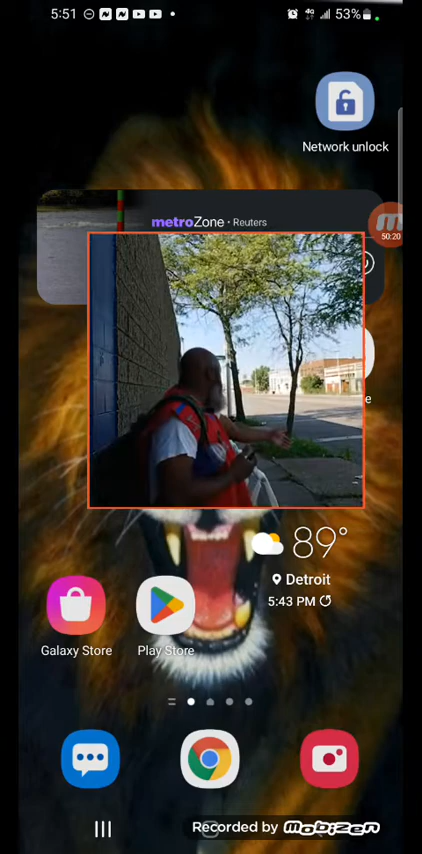 5:51
4G
53%
Network unlock
metroZone · Reuters
50:20
e
89°
Detroit
5:43 PM
Galaxy Store
Play Store
Recorded by mobizen